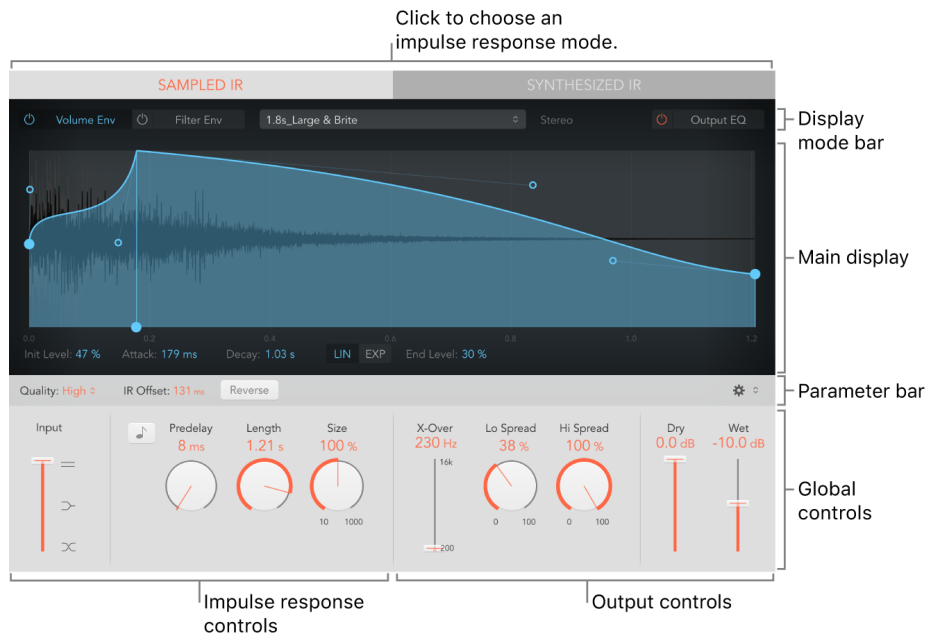 Click to choose an
impulse response mode.
SAMPLED IR
SYNTHESIZED IR
Volume Env
Filter Env
1.8s_Large & Brite
Stereo
Output EQ
Display
mode bar
Main display
0.0 0.2 0.4 0.6 0.8 1.0 1.2
Init Level: 47 % Attack: 179 ms Decay: 1.03 s LIN EXP End Level: 30 %
Quality: High IR Offset: 131 ms Reverse
Parameter bar
Input
Predelay
8 ms
Length
1.21 s
Size
100 %
10 1000
X-Over
230 Hz
16k
200
Lo Spread
38 %
0 100
Hi Spread
100 %
0 100
Dry
0.0 dB
Wet
-10.0 dB
Global
controls
Impulse response
controls
Output controls